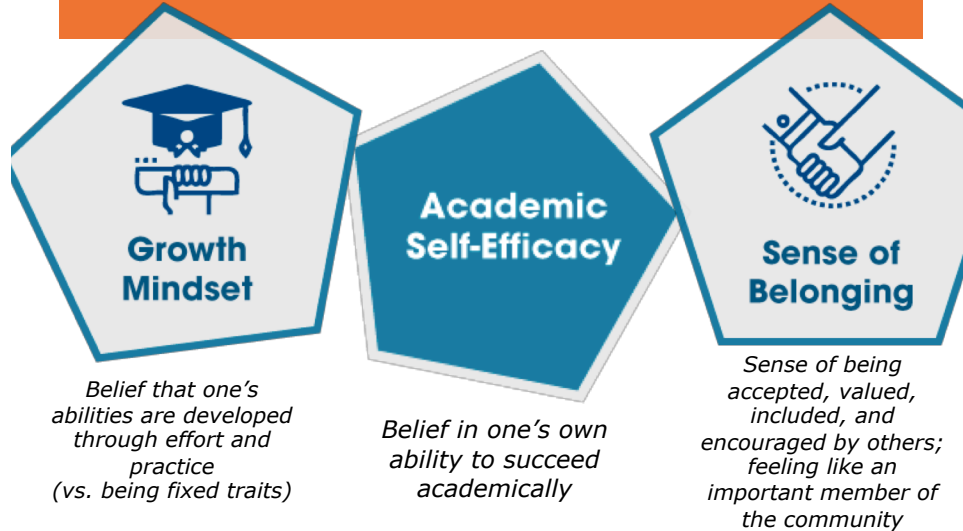 Growth
Mindset
Belief that one’s
abilities are developed
through effort and
practice
(vs. being fixed traits)
Academic
Self-Efficacy
Belief in one’s own
ability to succeed
academically
Sense of
Belonging
Sense of being
accepted, valued,
included, and
encouraged by others;
feeling like an
important member of
the community